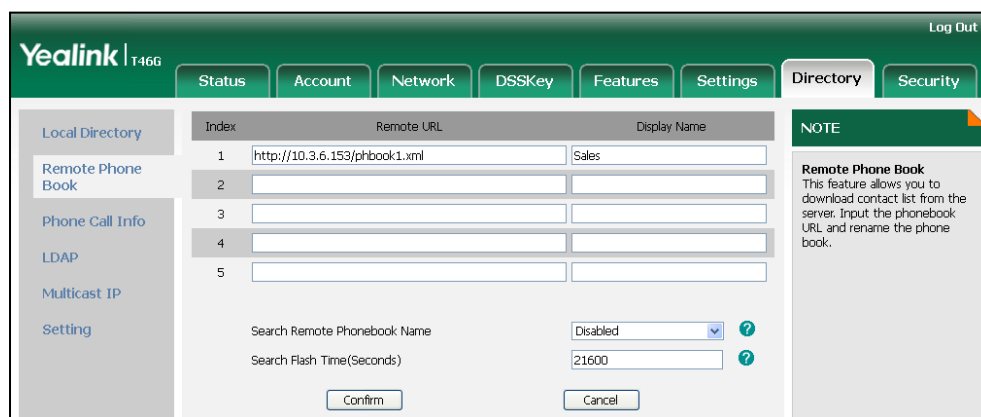 Log Out
Yealink T46G
Status Account Network DSSKey Features Settings Directory Security
Local Directory
Remote Phone
Book
Phone Call Info
LDAP
Multicast IP
Setting
Index Remote URL Display Name
1 http://10.3.6.153/phbook1.xml Sales
2
3
4
5
Search Remote Phonebook Name Disabled ?
Search Flash Time(Seconds) 21600 ?
Confirm Cancel
NOTE
Remote Phone Book
This feature allows you to
download contact list from the
server. Input the phonebook
URL and rename the phone
book.